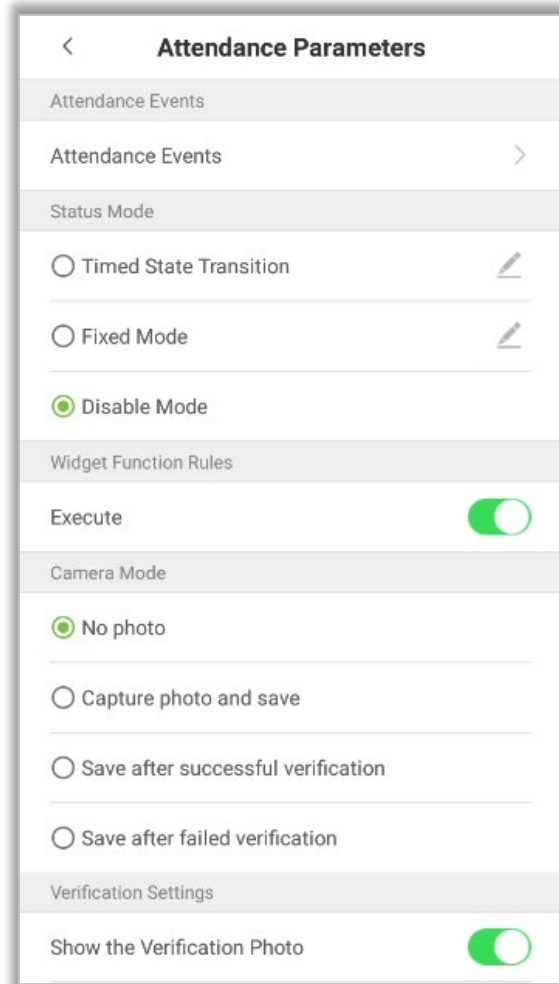 Attendance Parameters
Attendance Events
Attendance Events
Status Mode
Timed State Transition
Fixed Mode
Disable Mode
Widget Function Rules
Execute
Camera Mode
No photo
Capture photo and save
Save after successful verification
Save after failed verification
Verification Settings
Show the Verification Photo